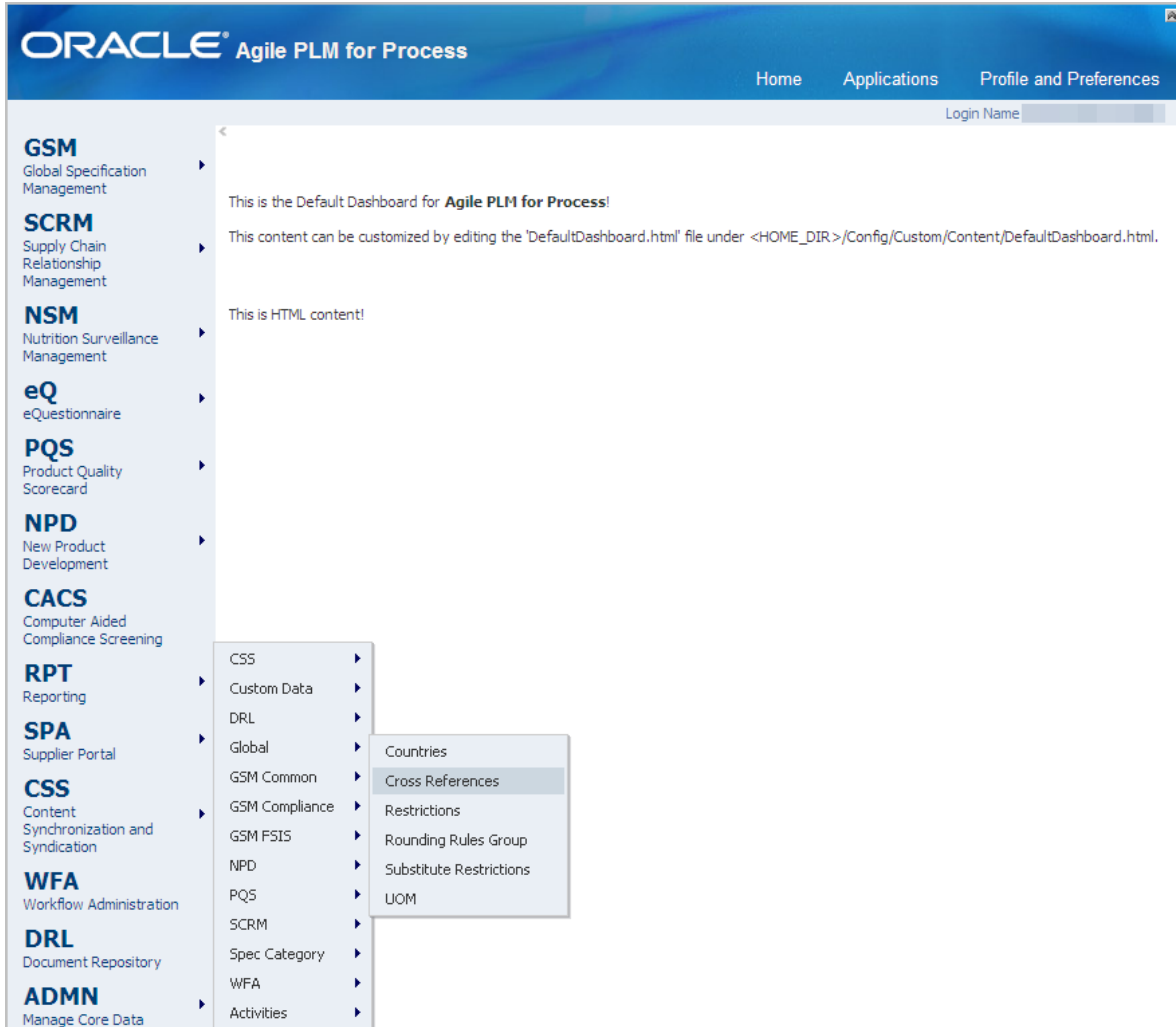 ORACLE® Agile PLM for Process
Home Applications Profile and Preferences
Login Name
GSM
Global Specification
Management
SCRM
Supply Chain
Relationship
Management
NSM
Nutrition Surveillance
Management
eQ
eQuestionnaire
PQS
Product Quality
Scorecard
NPD
New Product
Development
CACS
Computer Aided
Compliance Screening
RPT
Reporting
SPA
Supplier Portal
CSS
Content
Synchronization and
Syndication
WFA
Workflow Administration
DRL
Document Repository
ADMN
Manage Core Data
This is the Default Dashboard for Agile PLM for Process!
This content can be customized by editing the 'DefaultDashboard.html' file under <HOME_DIR>/Config/Custom/Content/DefaultDashboard.html.
This is HTML content!
CSS
Custom Data
DRL
Global
GSM Common
GSM Compliance
GSM FSIS
NPD
PQS
SCRM
Spec Category
WFA
Activities
Countries
Cross References
Restrictions
Rounding Rules Group
Substitute Restrictions
UOM